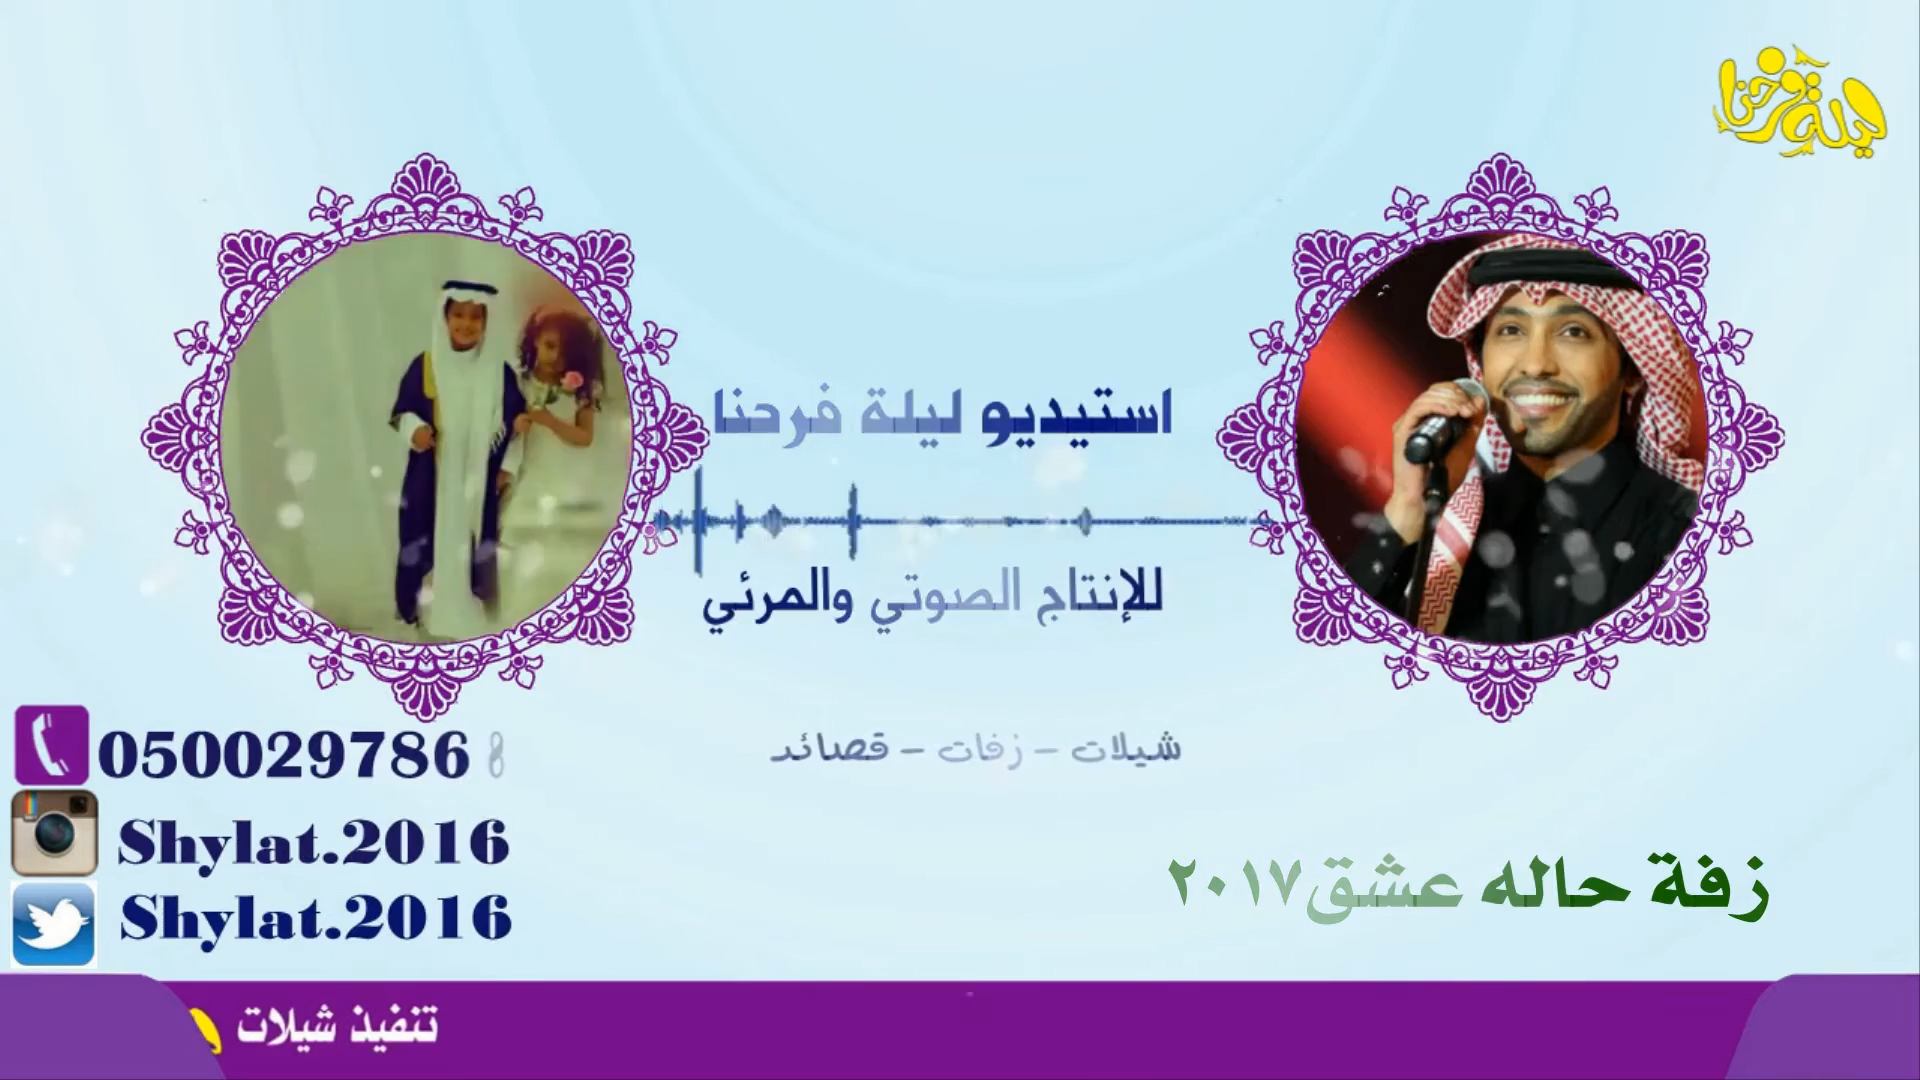 ليلة فرحنا
استيديو ليلة فرحنا
للإنتاج الصوتي والمرئي
شيلات - زفات - قصائد
0500297868
Shylat.2016
Shylat.2016
زفة حاله عشق٢٠١٧
تنفيذ شيلات